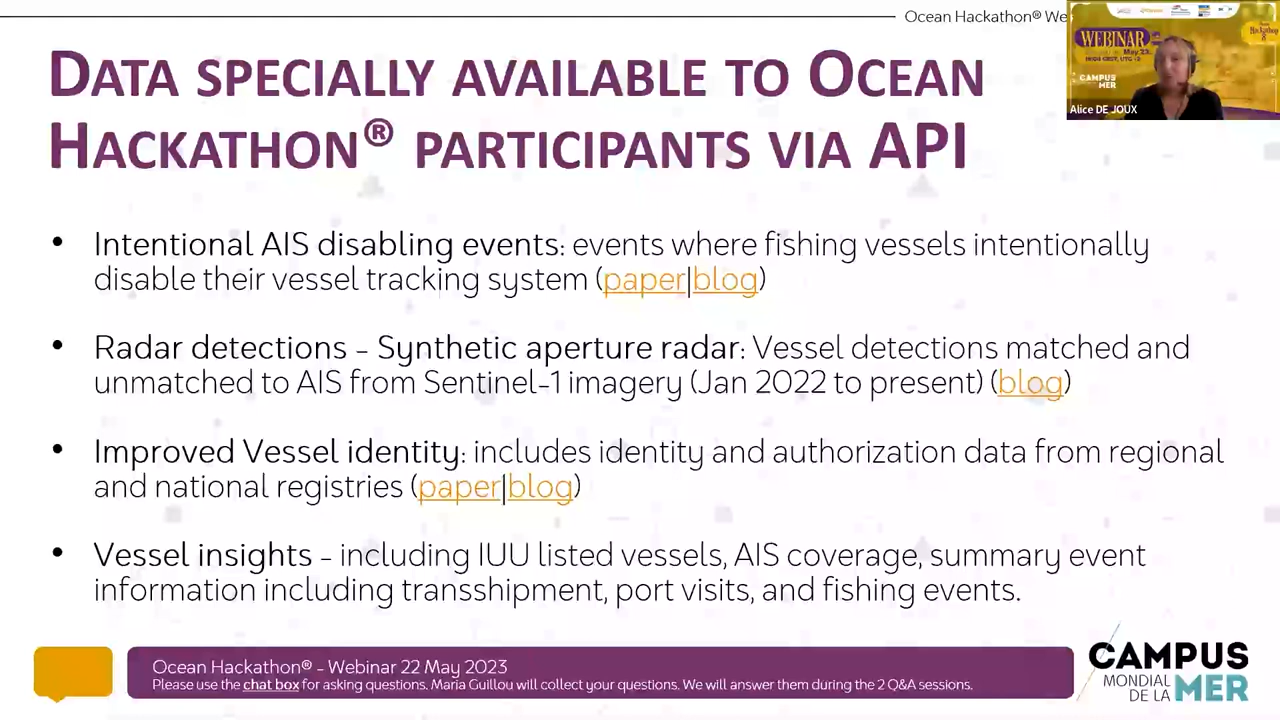 Ocean Hackathon® We
DATA SPECIALLY AVAILABLE TO OCEAN
HACKATHON® PARTICIPANTS VIA API
WEBINAR
CAMPUS
MER
Alice DE JOUX
• Intentional AIS disabling events: events where fishing vessels intentionally
disable their vessel tracking system (paper|blog)
• Radar detections – Synthetic aperture radar: Vessel detections matched and
unmatched to AIS from Sentinel-1 imagery (Jan 2022 to present) (blog)
• Improved Vessel identity: includes identity and authorization data from regional
and national registries (paper|blog)
• Vessel insights – including IUU listed vessels, AIS coverage, summary event
information including transshipment, port visits, and fishing events.
Ocean Hackathon® – Webinar 22 May 2023
Please use the chat box for asking questions. Maria Guillou will collect your questions. We will answer them during the 2 Q&A sessions.
CAMPUS
MONDIAL
DE LA MER